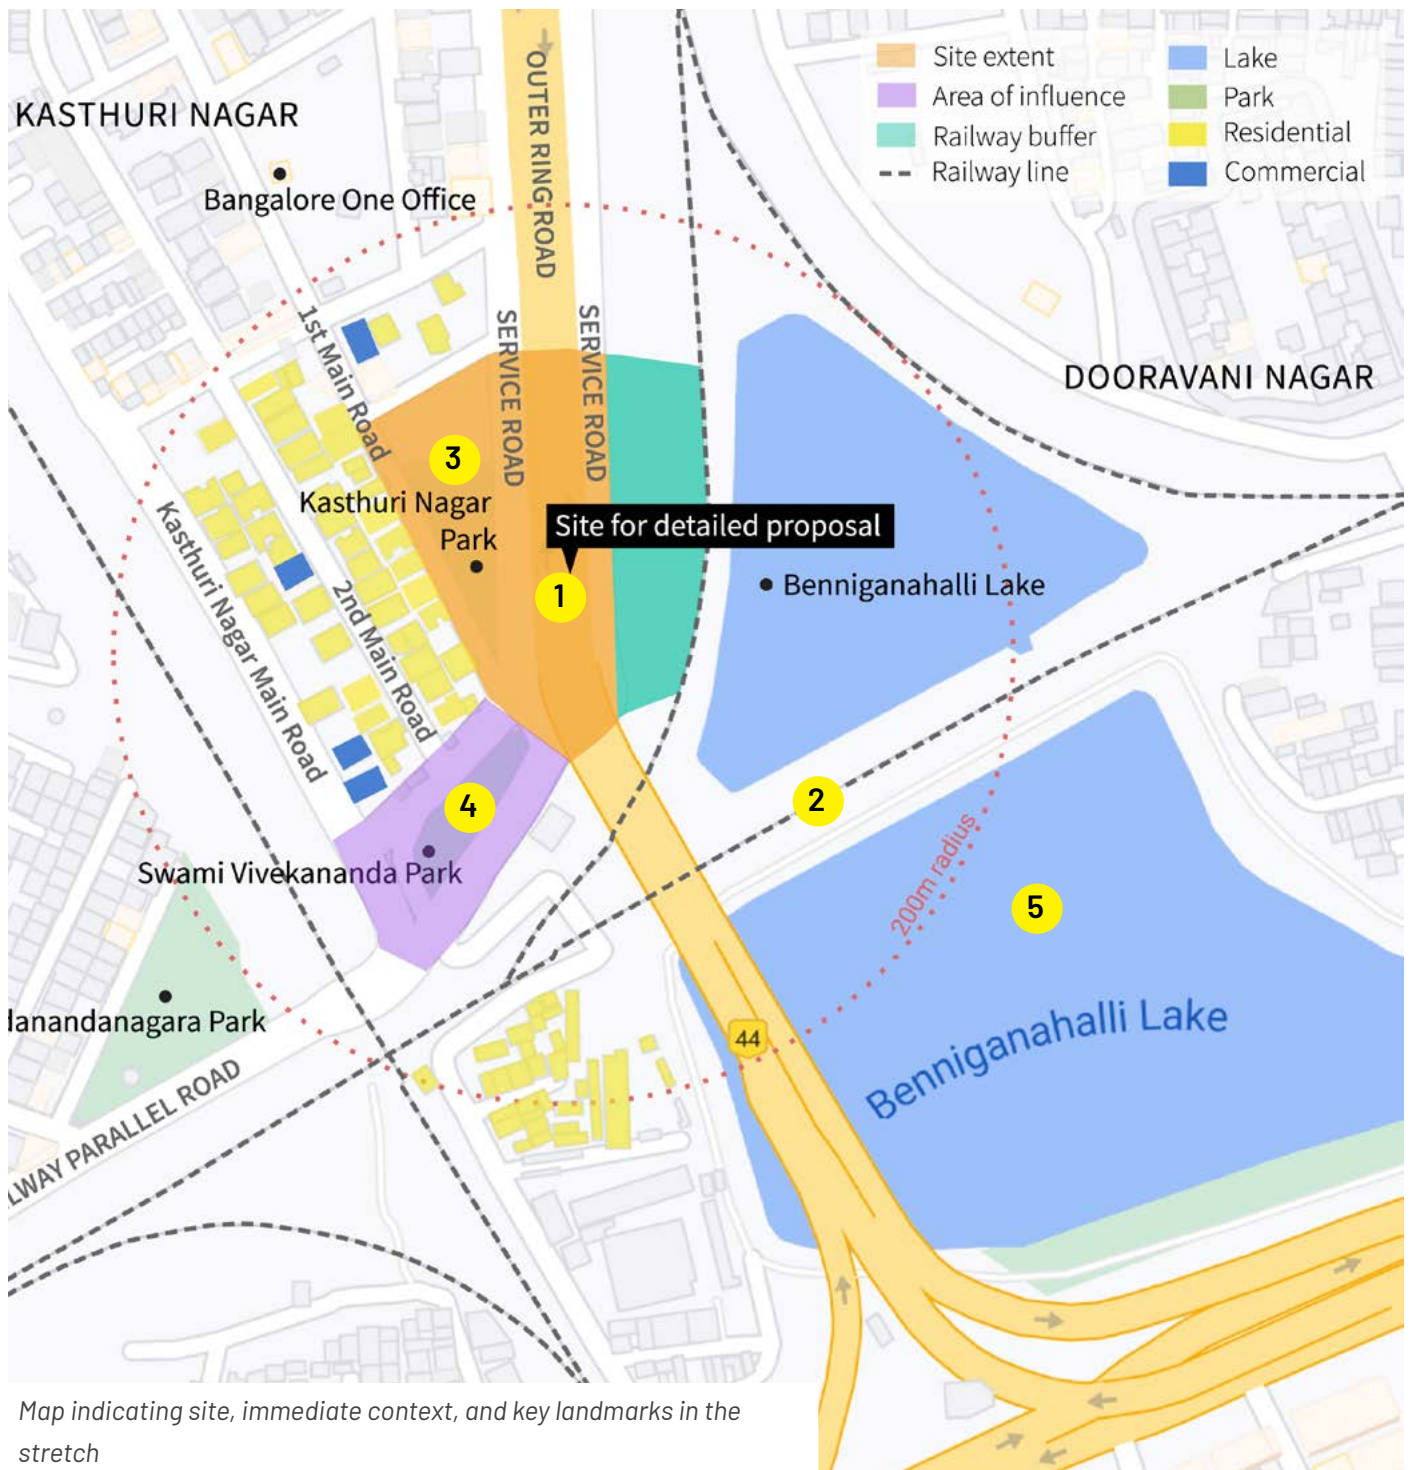 Site extent
Area of influence
Railway buffer
Railway line
Lake
Park
Residential
Commercial
KASTHURI NAGAR
Bangalore One Office
OUTER RING ROAD
SERVICE ROAD
SERVICE ROAD
1st Main Road
DOORAVANI NAGAR
3
Kasthuri Nagar
Park
Site for detailed proposal
1
Benniganahalli Lake
Kasthuri Nagar Main Road
2nd Main Road
2
4
Swami Vivekananda Park
200m radius
5
danandanagara Park
44
Benniganahalli Lake
LWAY PARALLEL ROAD
Map indicating site, immediate context, and key landmarks in the
stretch